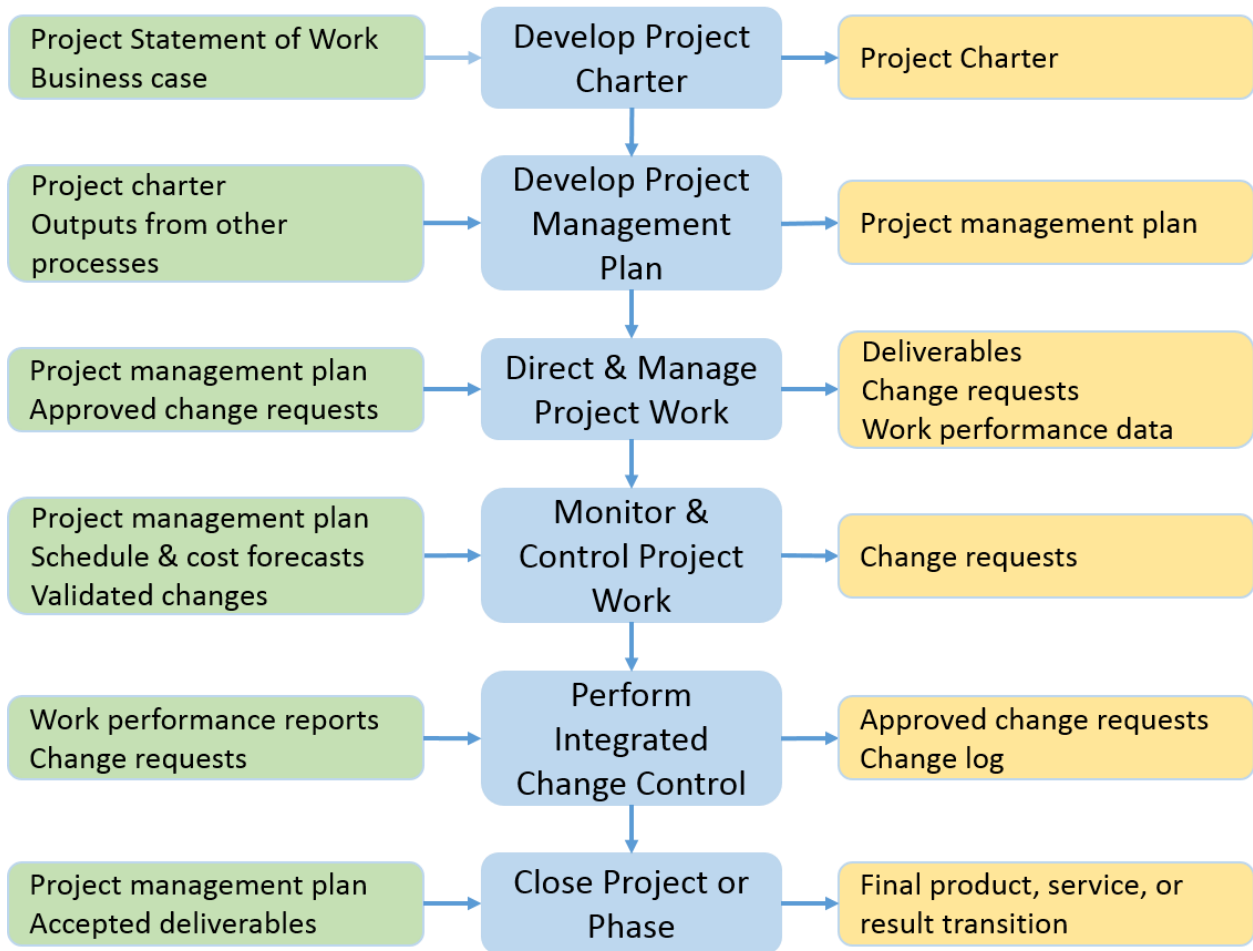 Project Statement of Work
Business case
Develop Project
Charter
Project Charter
Project charter
Outputs from other
processes
Develop Project
Management
Plan
Project management plan
Project management plan
Approved change requests
Direct & Manage
Project Work
Deliverables
Change requests
Work performance data
Project management plan
Schedule & cost forecasts
Validated changes
Monitor &
Control Project
Work
Change requests
Work performance reports
Change requests
Perform
Integrated
Change Control
Approved change requests
Change log
Project management plan
Accepted deliverables
Close Project or
Phase
Final product, service, or
result transition